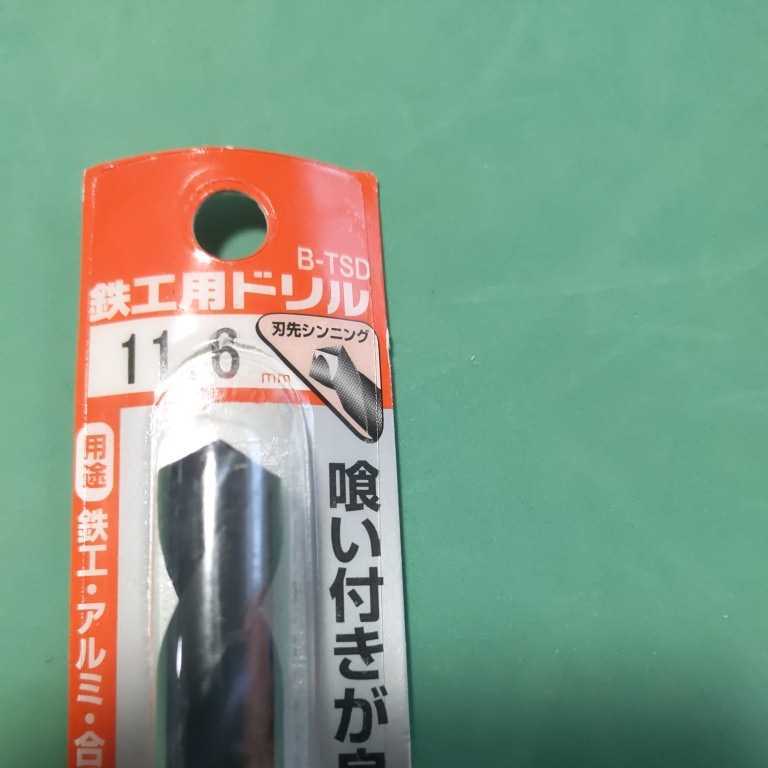 B-TSD
鉄工用ドリル
刃先シンニング
11.6 mm
用途
鉄工・アルミ・合
喰い付きが